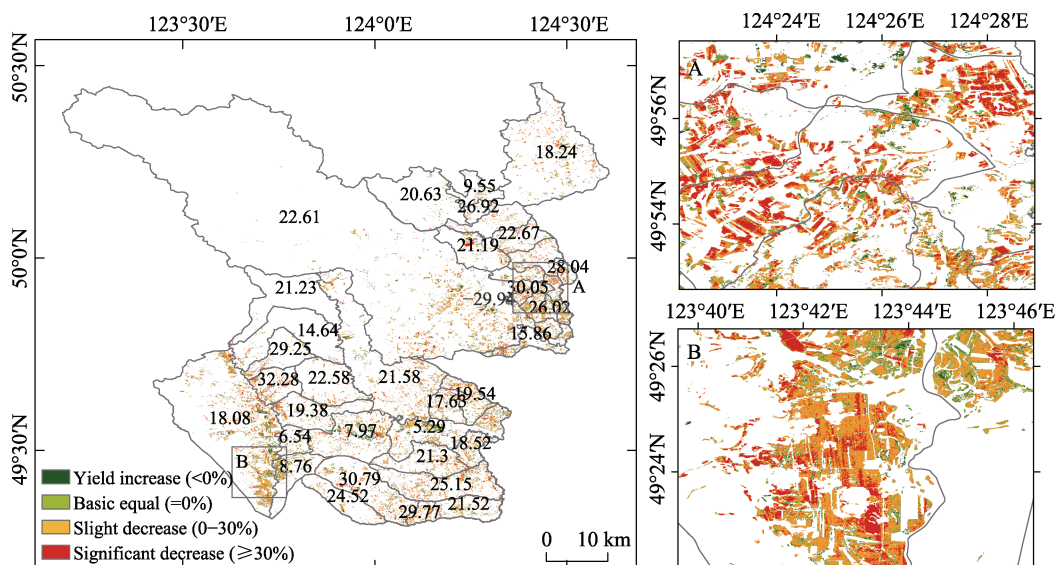 123°30′E 124°0′E 124°30′E
50°30′N
50°0′N
49°30′N
18.24
9.55
20.63
26.92
22.61
22.67
21.19
28.04
21.23
30.05
A
29.94
26.02
14.64
15.86
29.25
32.28
22.58
21.58
19.54
17.63
19.38
18.08
7.97
5.29
6.54
18.52
21.3
B
8.76
30.79
25.15
24.52
21.52
29.77
Yield increase (<0%)
Basic equal (=0%)
Slight decrease (0–30%)
Significant decrease (≥30%)
0 10 km
124°24′E 124°26′E 124°28′E
A
49°56′N
49°54′N
123°40′E 123°42′E 123°44′E 123°46′E
B
49°26′N
49°24′N